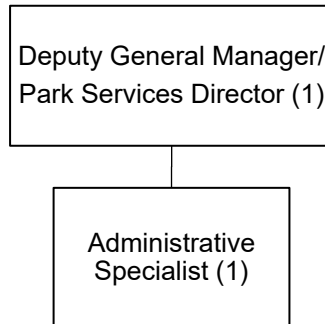 Deputy General Manager/
Park Services Director (1)
Administrative
Specialist (1)